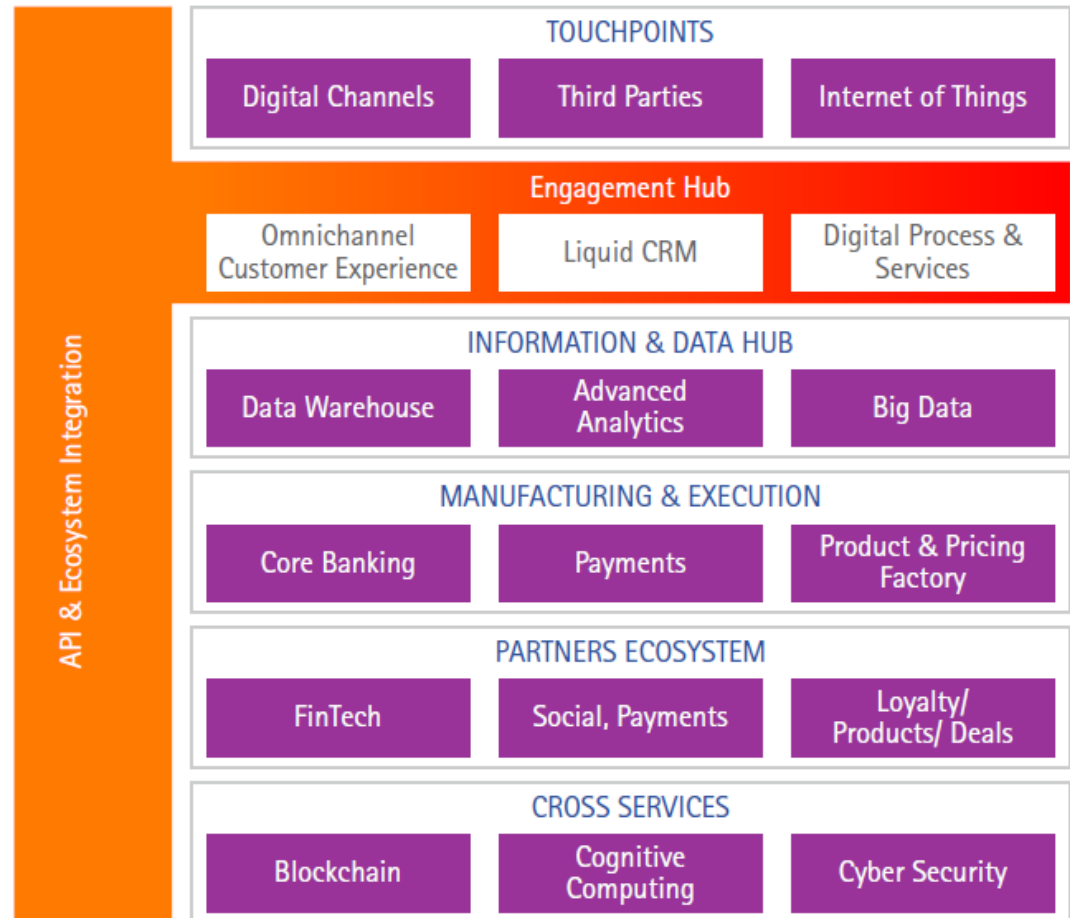 API & Ecosystem Integration
TOUCHPOINTS
Digital Channels
Third Parties
Internet of Things
Engagement Hub
Omnichannel
Customer Experience
Liquid CRM
Digital Process &
Services
INFORMATION & DATA HUB
Data Warehouse
Advanced
Analytics
Big Data
MANUFACTURING & EXECUTION
Core Banking
Payments
Product & Pricing
Factory
PARTNERS ECOSYSTEM
FinTech
Social, Payments
Loyalty/
Products/ Deals
CROSS SERVICES
Blockchain
Cognitive
Computing
Cyber Security